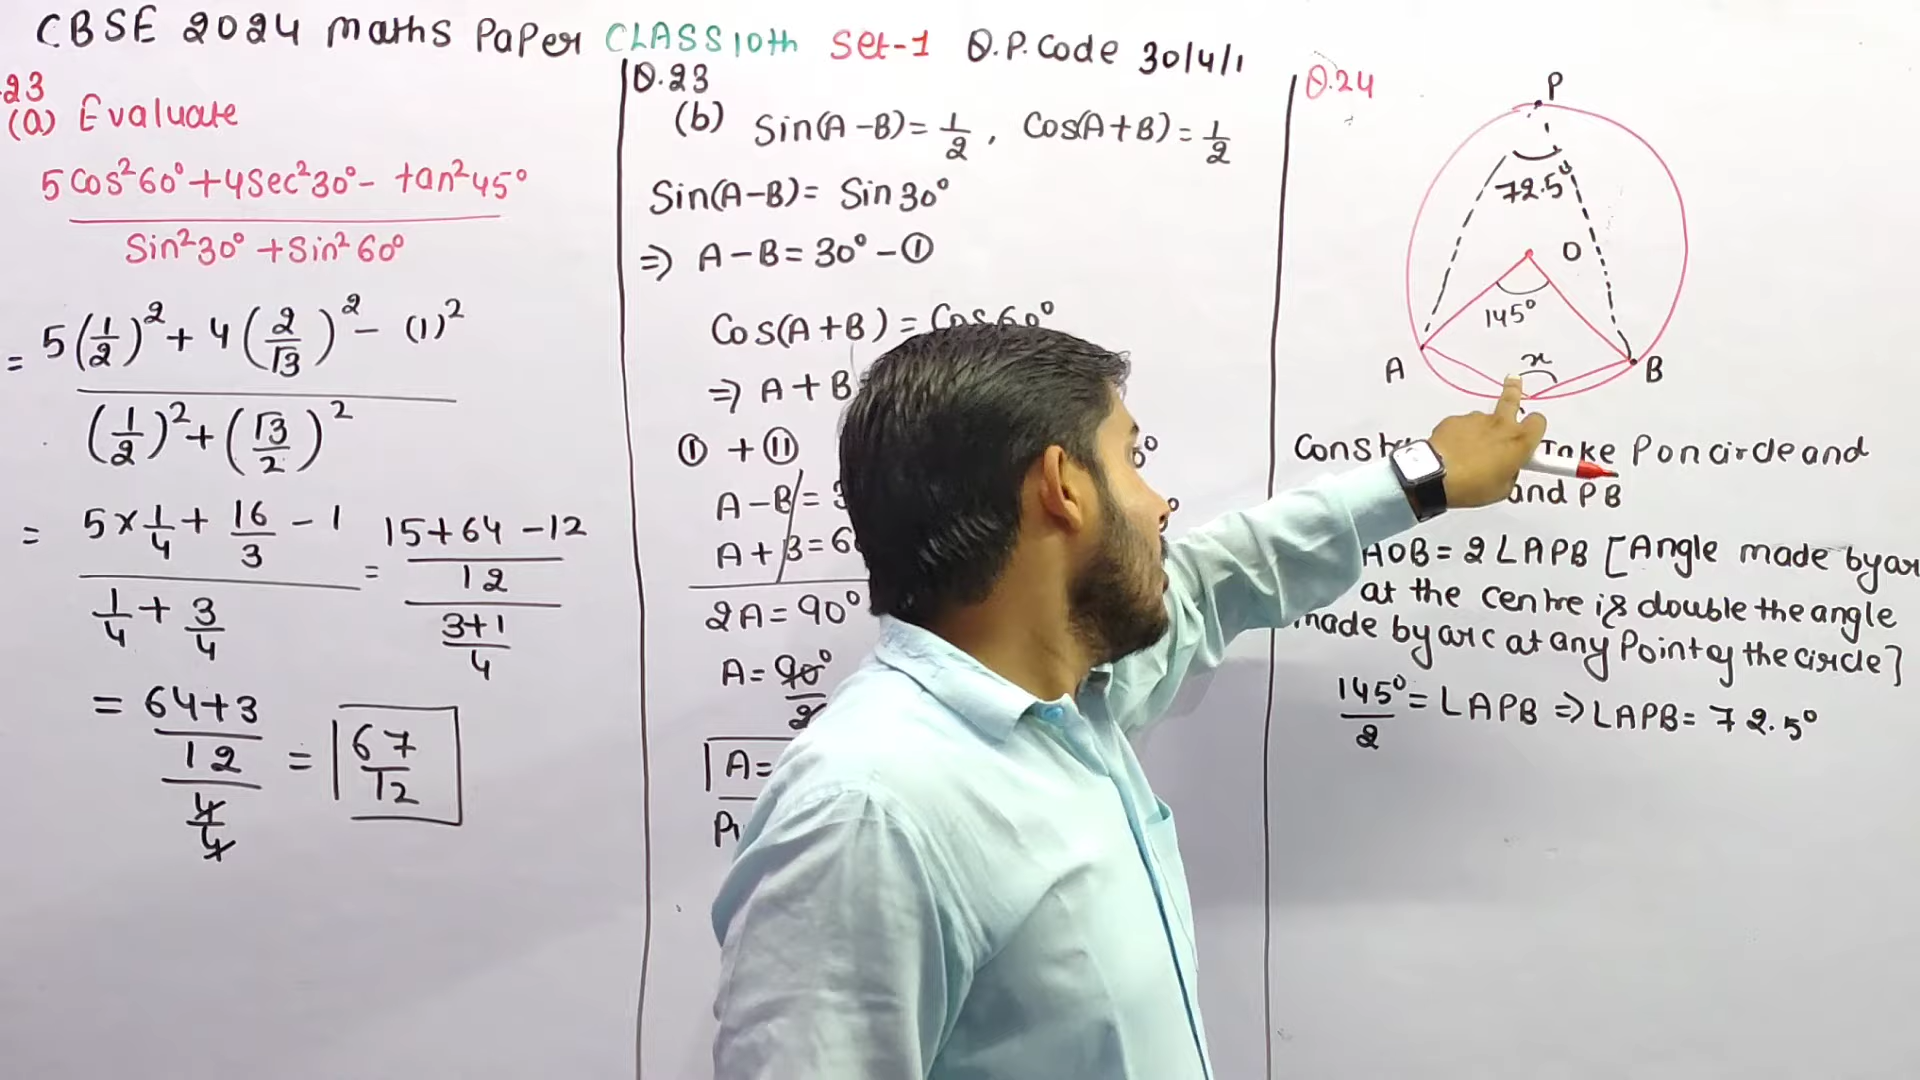 CBSE 2024 Maths Paper CLASS 10th Set-1 Q.P. Code 30/4/1
23
(a) Evaluate
5 Cos²60° + 4 Sec²30° - tan²45°
Sin²30° + Sin²60°
= 5(1/2)² + 4(2/√3)² - (1)²
(1/2)² + (√3/2)²
= 5×1/4 + 16/3 - 1
1/4 + 3/4
= 15+64-12
12
3+1
4
= 64+3
12
4
4
= 67
12
Q.23
(b) Sin(A-B) = 1/2, Cos(A+B) = 1/2
Sin(A-B) = Sin 30°
⇒ A-B = 30° - ①
Cos(A+B) = Cos 60°
⇒ A+B
① + ⑪
A-B =
A+B = 6
2A = 90°
A = 90°
2
A=
Q.24
P
72.5°
O
145°
A
x
B
Take P on circle and
and PB
AOB = 2∠APB [Angle made by
at the centre is double the angle
made by arc at any Point of the circle]
145°/2 = ∠APB ⇒ ∠APB = 72.5°